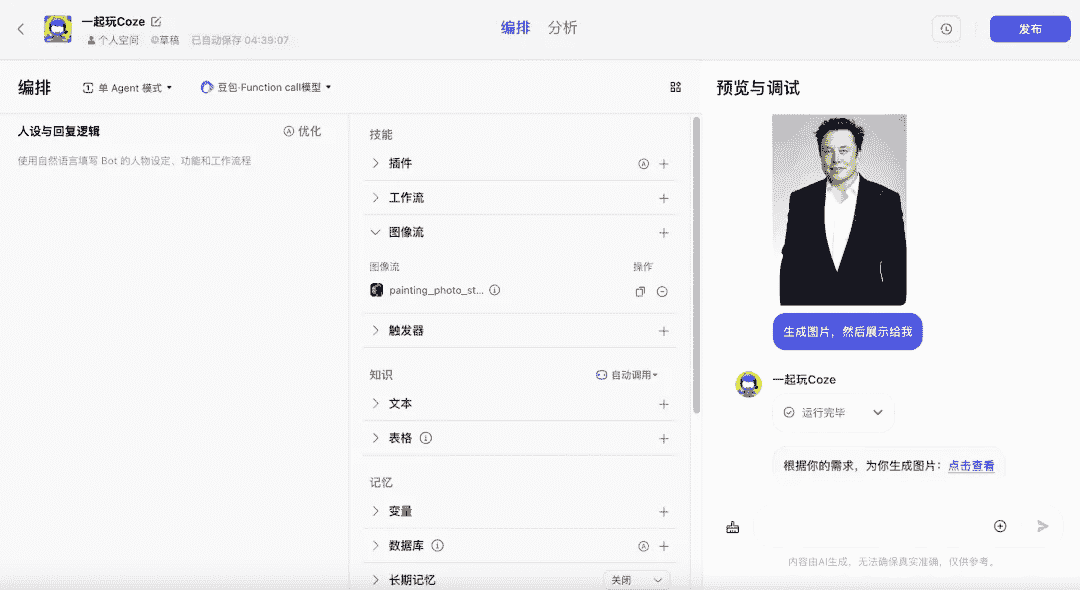 一起玩Coze
个人空间 草稿 已自动保存 04:39:07
编排 分析
发布
编排 单 Agent 模式 豆包·Function call模型
预览与调试
人设与回复逻辑 优化
使用自然语言填写 Bot 的人物设定、功能和工作流程
技能
插件
工作流
图像流
图像流 操作
painting_photo_st...
触发器
知识 自动调用
文本
表格
记忆
变量
数据库
长期记忆 关闭
生成图片，然后展示给我
一起玩Coze
运行完毕
根据你的需求，为你生成图片：点击查看
内容由AI生成，无法确保真实准确，仅供参考。